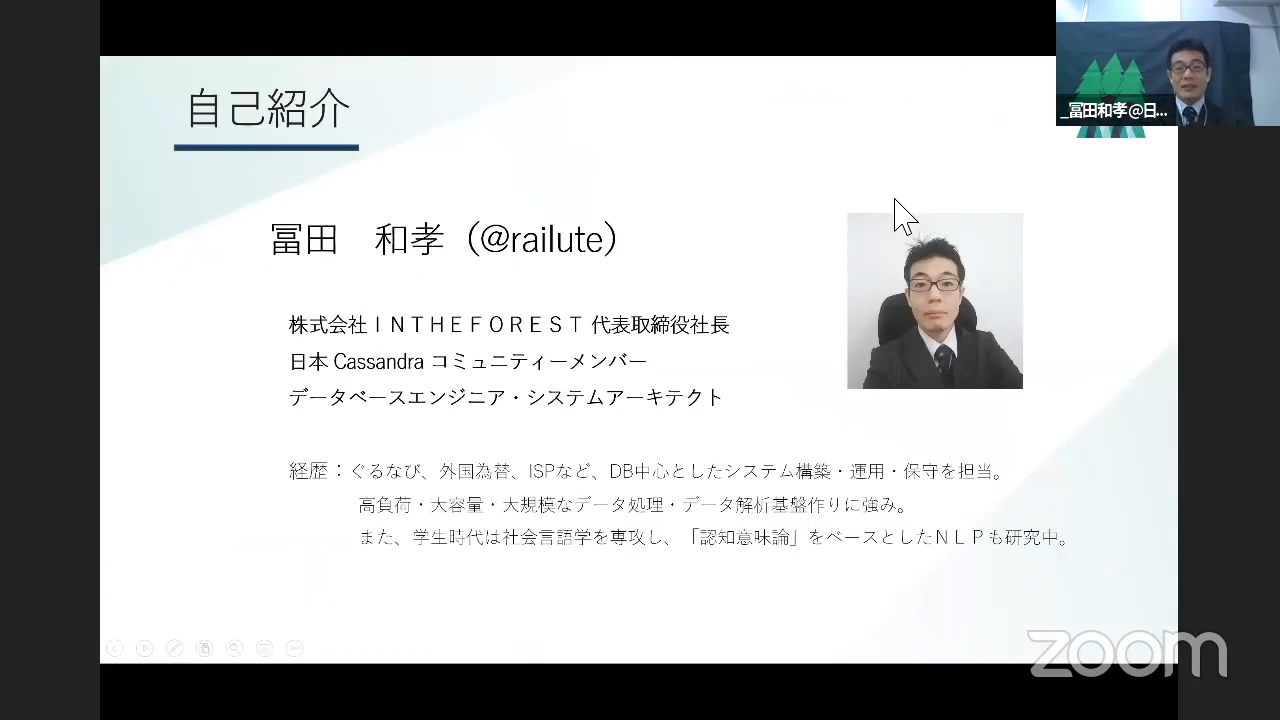 自己紹介
_冨田和孝@日...
冨田 和孝（@railute）
株式会社ＩＮＴＨＥＦＯＲＥＳＴ 代表取締役社長
日本 Cassandra コミュニティーメンバー
データベースエンジニア・システムアーキテクト
経歴：ぐるなび、外国為替、ISPなど、DB中心としたシステム構築・運用・保守を担当。
高負荷・大容量・大規模なデータ処理・データ解析基盤作りに強み。
また、学生時代は社会言語学を専攻し、「認知意味論」をベースとしたＮＬＰも研究中。
zoom